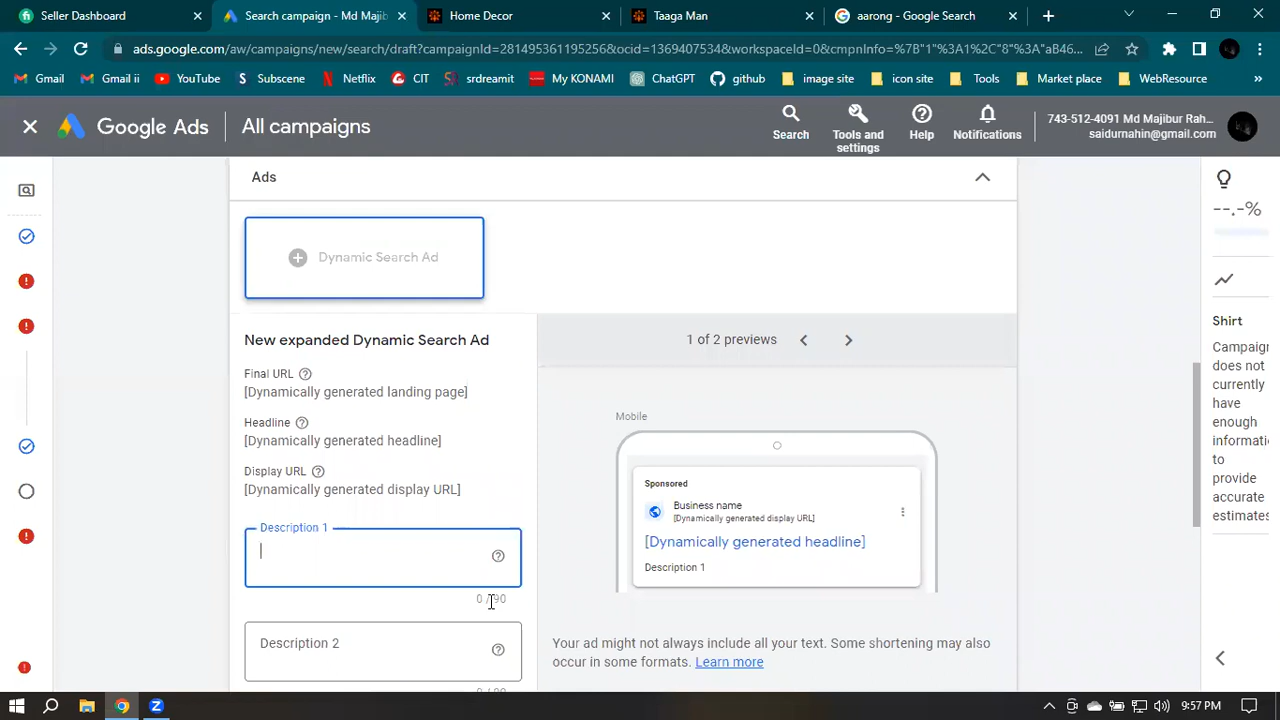 Seller Dashboard
Search campaign - Md Majib
Home Decor
Taaga Man
aarong - Google Search
ads.google.com/aw/campaigns/new/search/draft?campaignId=2814953611952568&ocid=13694075334&workspaceId=0&cmpnInfo=%7B"1"%3A1%2C"8"%3A"aB46...
Gmail
Gmail ii
YouTube
Subscene
Netflix
CIT
srdreamit
My KONAMI
ChatGPT
github
image site
icon site
Tools
Market place
WebResource
Google Ads
All campaigns
Search
Tools and
settings
Help
Notifications
743-512-4091 Md Majibur Rah...
saidurnahin@gmail.com
Ads
Dynamic Search Ad
New expanded Dynamic Search Ad
Final URL
[Dynamically generated landing page]
Headline
[Dynamically generated headline]
Display URL
[Dynamically generated display URL]
Description 1
0 / 90
Description 2
0 / 90
1 of 2 previews
Mobile
Sponsored
Business name
[Dynamically generated display URL]
[Dynamically generated headline]
Description 1
Your ad might not always include all your text. Some shortening may also
occur in some formats. Learn more
--.-%
Shirt
Campaign
does not
currently
have
enough
informati
to
provide
accurate
estimates
9:57 PM